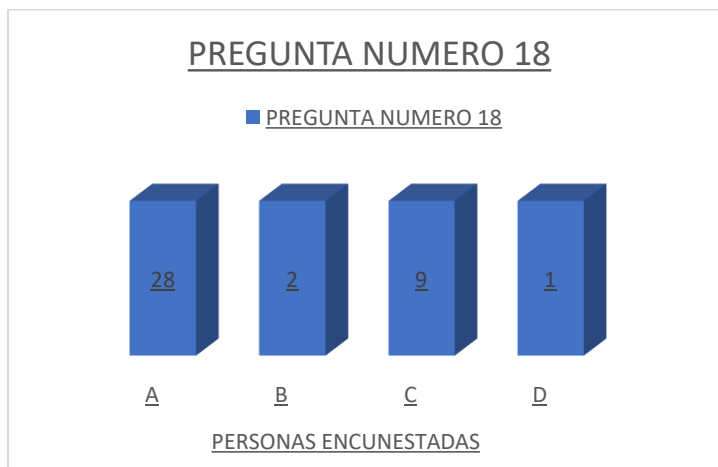 PREGUNTA NUMERO 18
PREGUNTA NUMERO 18
28 2 9 1
A B C D
PERSONAS ENCUNESTADAS